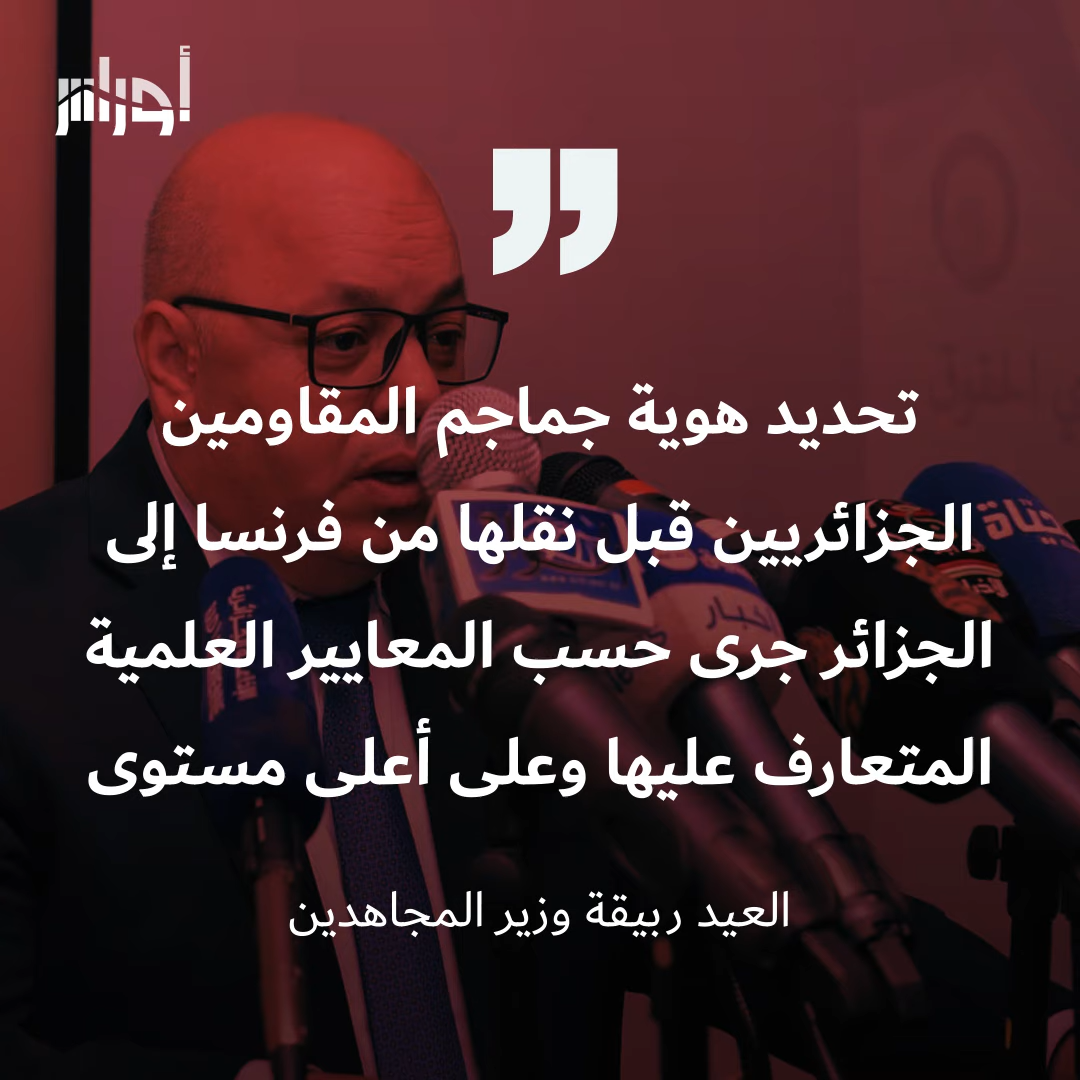 أوراس
تحديد هوية جماجم المقاومين
الجزائريين قبل نقلها من فرنسا إلى
الجزائر جرى حسب المعايير العلمية
المتعارف عليها وعلى أعلى مستوى
العيد ربيقة وزير المجاهدين